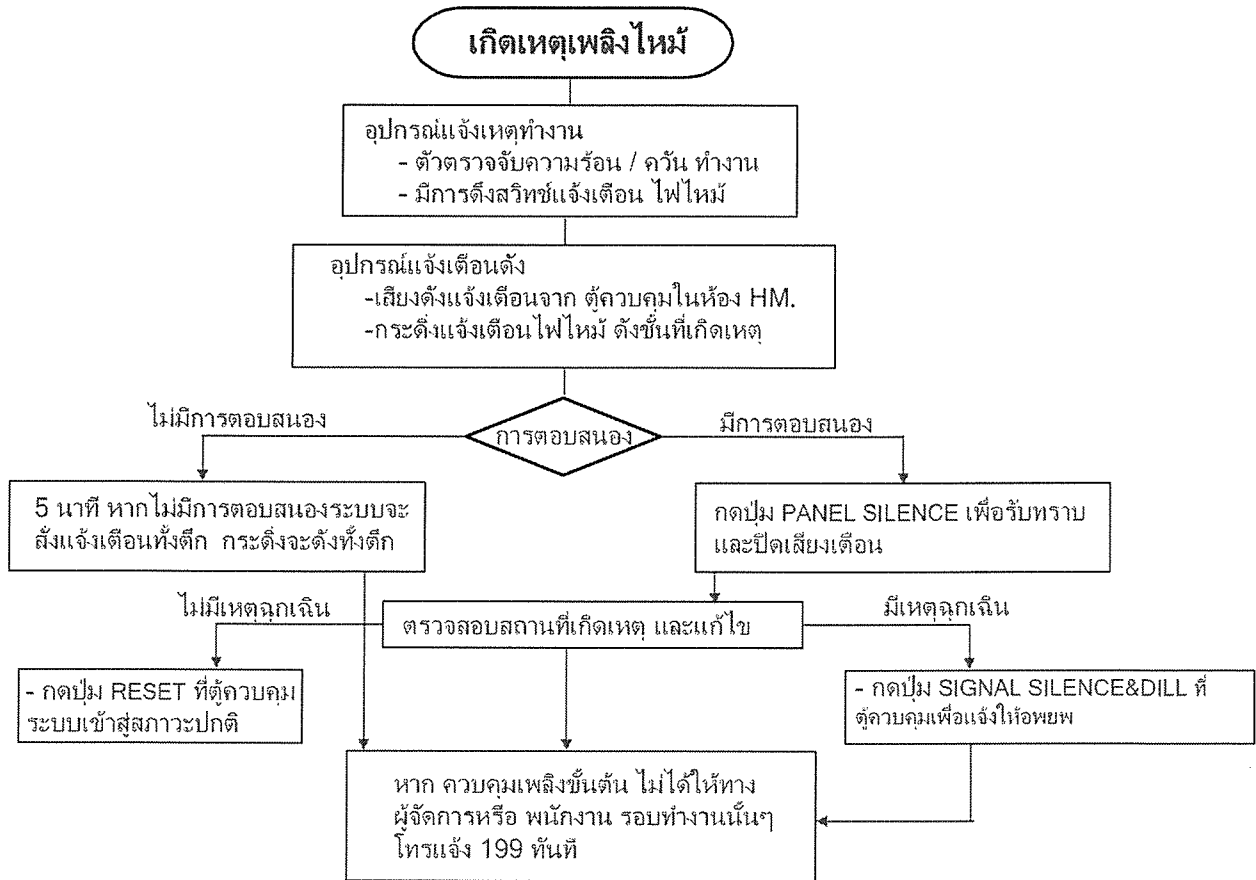 เกิดเหตุเพลิงไหม้
อุปกรณ์แจ้งเหตุทำงาน
- ตัวตรวจจับความร้อน / ควัน ทำงาน
- มีการดึงสวิทช์แจ้งเตือน ไฟไหม้
อุปกรณ์แจ้งเตือนดัง
-เสียงดังแจ้งเตือนจาก ตู้ควบคุมในห้อง HM.
-กระดิ่งแจ้งเตือนไฟไหม้ ดังชั้นที่เกิดเหตุ
ไม่มีการตอบสนอง
การตอบสนอง
มีการตอบสนอง
5 นาที หากไม่มีการตอบสนองระบบจะ
สั่งแจ้งเตือนทั้งตึก กระดิ่งจะดังทั้งตึก
กดปุ่ม PANEL SILENCE เพื่อรับทราบ
และปิดเสียงเตือน
ไม่มีเหตุฉุกเฉิน
ตรวจสอบสถานที่เกิดเหตุ และแก้ไข
มีเหตุฉุกเฉิน
- กดปุ่ม RESET ที่ตู้ควบคุม
ระบบเข้าสู่สภาวะปกติ
- กดปุ่ม SIGNAL SILENCE&DILL ที่
ตู้ควบคุมเพื่อแจ้งให้อพยพ
หาก ควบคุมเพลิงขั้นต้น ไม่ได้ให้ทาง
ผู้จัดการหรือ พนักงาน รอบทำงานนั้นๆ
โทรแจ้ง 199 ทันที